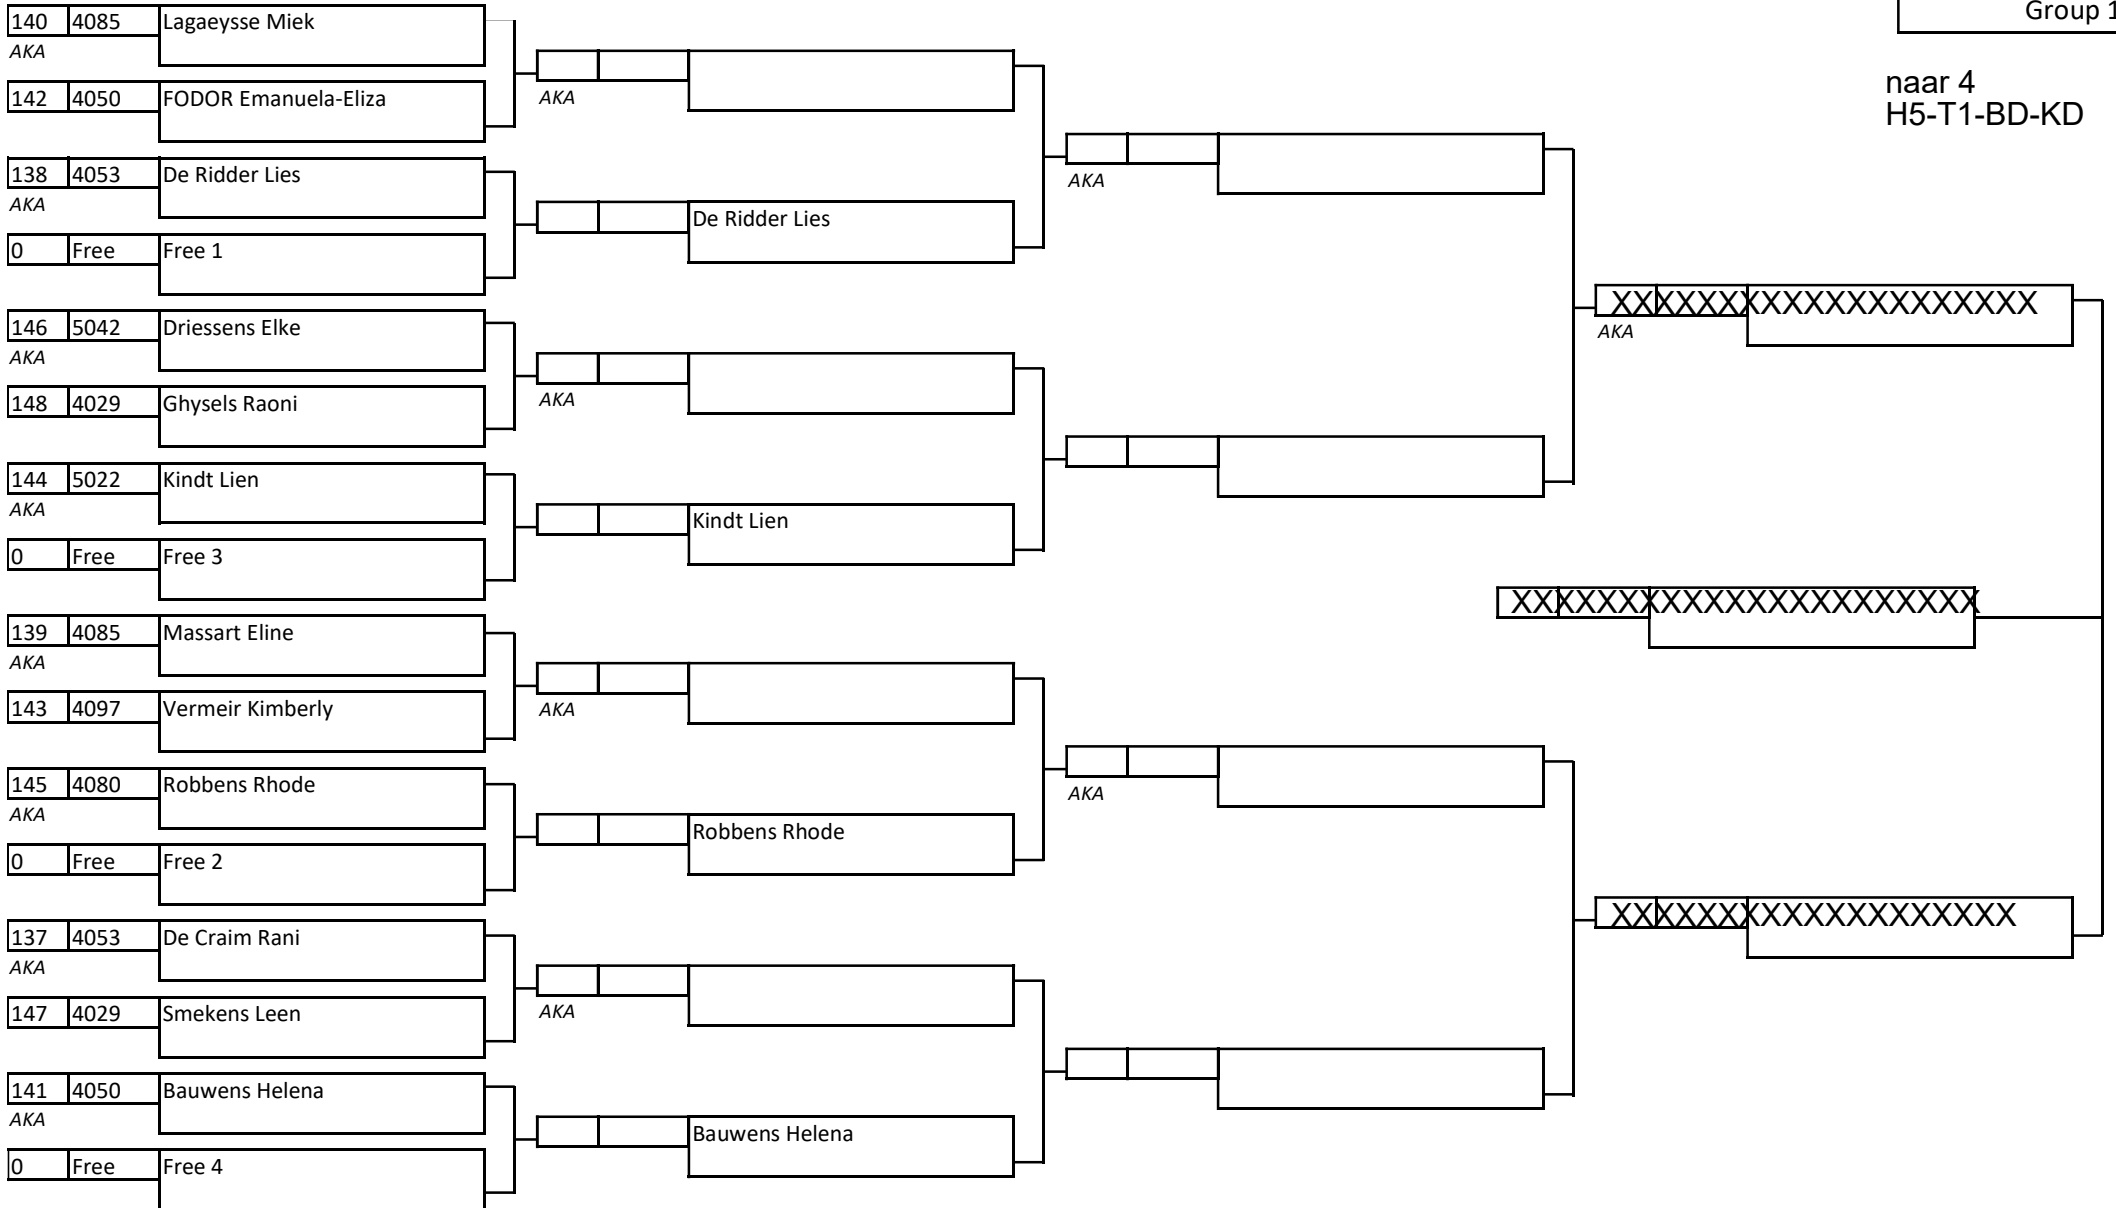 Group 1
naar 4
H5-T1-BD-KD
140 4085 Lagaeysse Miek
AKA
142 4050 FODOR Emanuela-Eliza
138 4053 De Ridder Lies
AKA
0 Free Free 1
146 5042 Driessens Elke
AKA
148 4029 Ghysels Raoni
144 5022 Kindt Lien
AKA
0 Free Free 3
139 4085 Massart Eline
AKA
143 4097 Vermeir Kimberly
145 4080 Robbens Rhode
AKA
0 Free Free 2
137 4053 De Craim Rani
AKA
147 4029 Smekens Leen
141 4050 Bauwens Helena
AKA
0 Free Free 4
AKA
De Ridder Lies
AKA
Kindt Lien
AKA
Robbens Rhode
AKA
Bauwens Helena
AKA
AKA
XXXXXXXXXXXXXXXXXXXXXX
AKA
XXXXXXXXXXXXXXXXXXXXXXXX
XXXXXXXXXXXXXXXXXXXXX